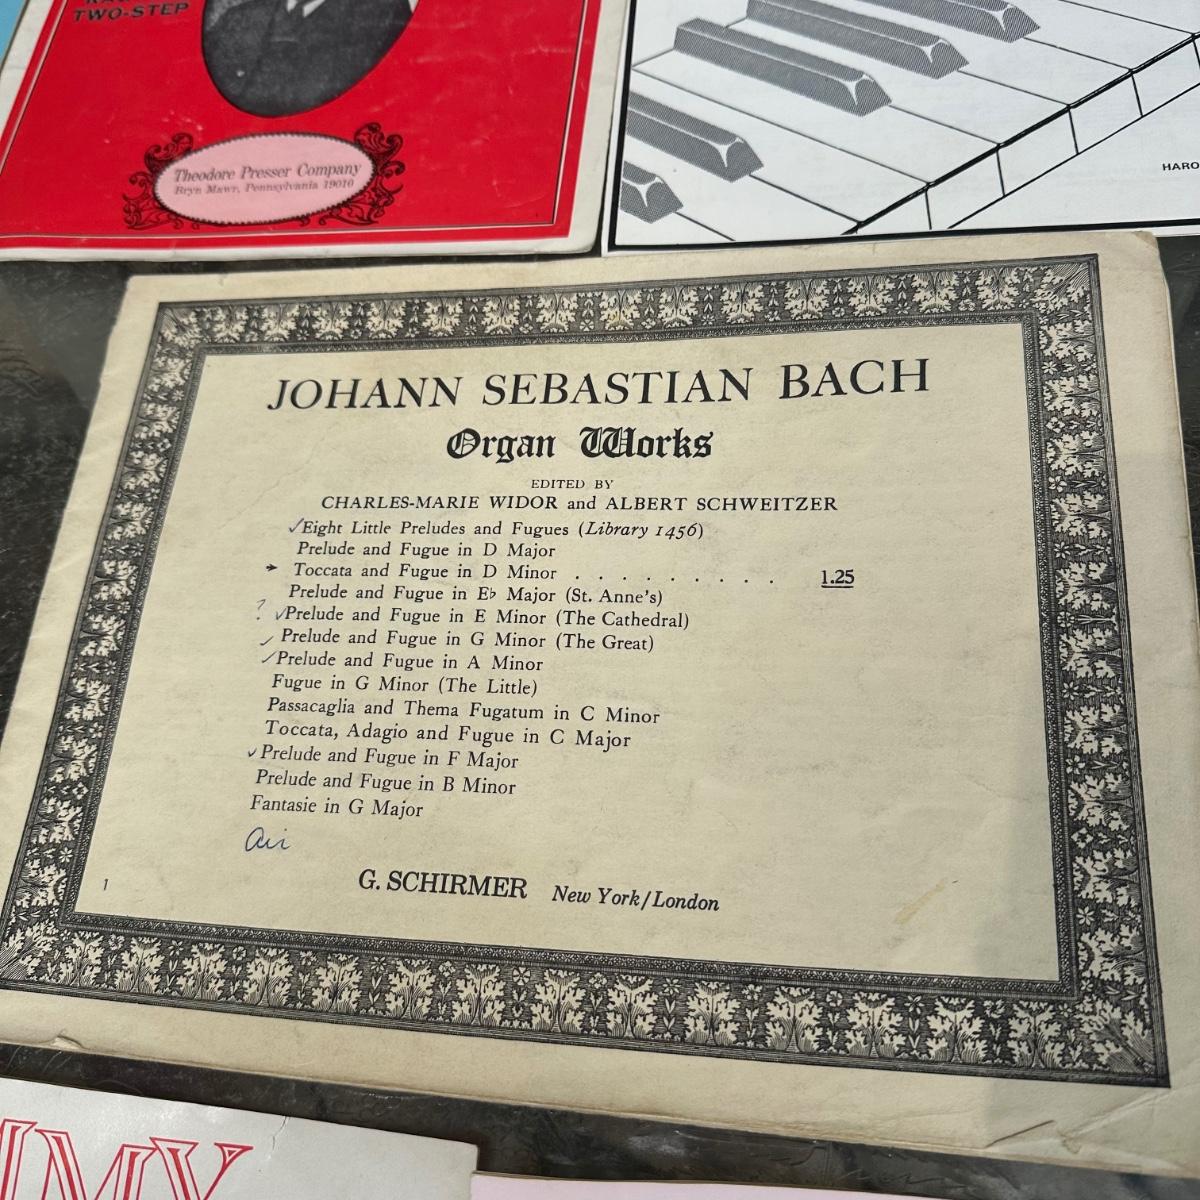 TWO-STEP
Theodore Presser Company
Bryn Mawr, Pennsylvania 19010
HARO
JOHANN SEBASTIAN BACH
Organ Works
EDITED BY
CHARLES-MARIE WIDOR and ALBERT SCHWEITZER
✓Eight Little Preludes and Fugues (Library 1456)
Prelude and Fugue in D Major
Toccata and Fugue in D Minor . . . . . . . . . 1.25
Prelude and Fugue in E♭ Major (St. Anne's)
? ✓Prelude and Fugue in E Minor (The Cathedral)
✓Prelude and Fugue in G Minor (The Great)
✓Prelude and Fugue in A Minor
Fugue in G Minor (The Little)
Passacaglia and Thema Fugatum in C Minor
Toccata, Adagio and Fugue in C Major
✓Prelude and Fugue in F Major
Prelude and Fugue in B Minor
Fantasie in G Major
Air
1
G. SCHIRMER New York/London
MY